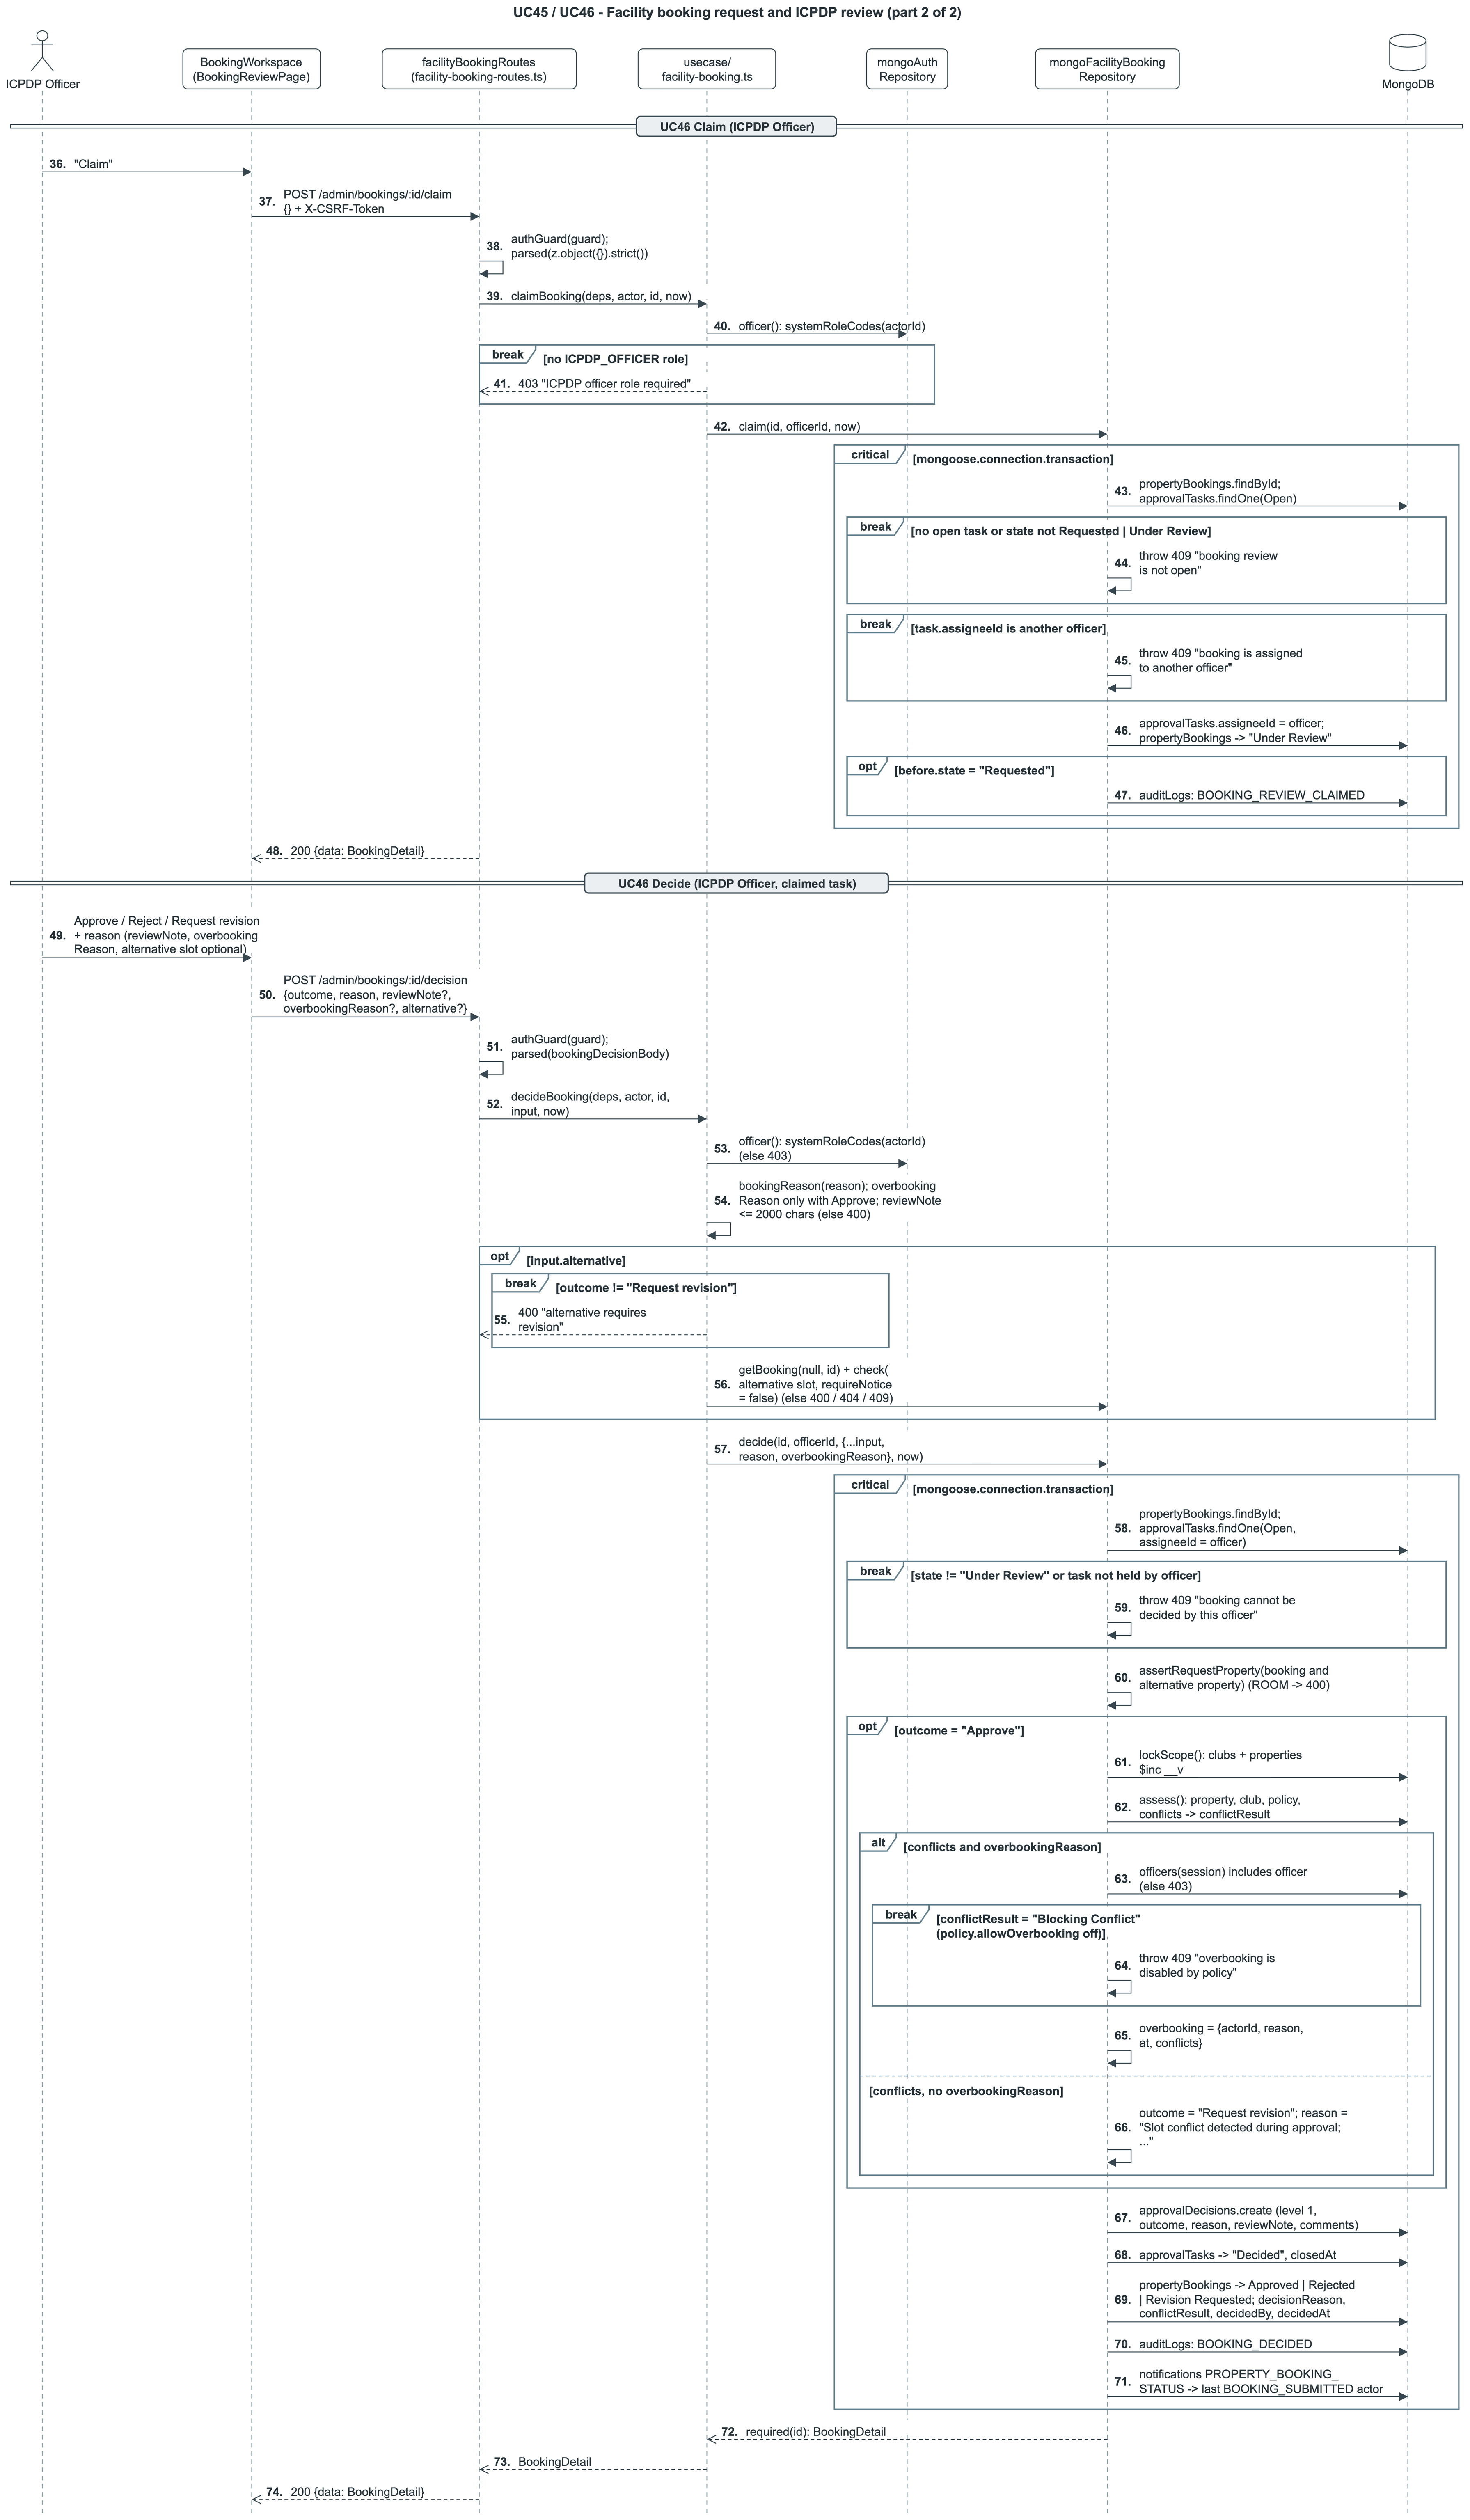 UC45 / UC46 - Facility booking request and ICPDP review (part 2 of 2)
ICPDP Officer
BookingWorkspace
(BookingReviewPage)
facilityBookingRoutes
(facility-booking-routes.ts)
usecase/
facility-booking.ts
mongoAuth
Repository
mongoFacilityBooking
Repository
MongoDB
UC46 Claim (ICPDP Officer)
36. "Claim"
37. POST /admin/bookings/:id/claim
{} + X-CSRF-Token
38. authGuard(guard);
parsed(z.object({}).strict())
39. claimBooking(deps, actor, id, now)
40. officer(): systemRoleCodes(actorId)
break [no ICPDP_OFFICER role]
41. 403 "ICPDP officer role required"
42. claim(id, officerId, now)
critical [mongoose.connection.transaction]
43. propertyBookings.findById;
approvalTasks.findOne(Open)
break [no open task or state not Requested | Under Review]
44. throw 409 "booking review
is not open"
break [task.assigneeId is another officer]
45. throw 409 "booking is assigned
to another officer"
46. approvalTasks.assigneeId = officer;
propertyBookings -> "Under Review"
opt [before.state = "Requested"]
47. auditLogs: BOOKING_REVIEW_CLAIMED
48. 200 {data: BookingDetail}
UC46 Decide (ICPDP Officer, claimed task)
49. Approve / Reject / Request revision
+ reason (reviewNote, overbooking
Reason, alternative slot optional)
50. POST /admin/bookings/:id/decision
{outcome, reason, reviewNote?,
overbookingReason?, alternative?}
51. authGuard(guard);
parsed(bookingDecisionBody)
52. decideBooking(deps, actor, id,
input, now)
53. officer(): systemRoleCodes(actorId)
(else 403)
54. bookingReason(reason); overbooking
Reason only with Approve; reviewNote
<= 2000 chars (else 400)
opt [input.alternative]
break [outcome != "Request revision"]
55. 400 "alternative requires
revision"
56. getBooking(null, id) + check(
alternative slot, requireNotice
= false) (else 400 / 404 / 409)
57. decide(id, officerId, {...input,
reason, overbookingReason}, now)
critical [mongoose.connection.transaction]
58. propertyBookings.findById;
approvalTasks.findOne(Open,
assigneeId = officer)
break [state != "Under Review" or task not held by officer]
59. throw 409 "booking cannot be
decided by this officer"
60. assertRequestProperty(booking and
alternative property) (ROOM -> 400)
opt [outcome = "Approve"]
61. lockScope(): clubs + properties
$inc __v
62. assess(): property, club, policy,
conflicts -> conflictResult
alt [conflicts and overbookingReason]
63. officers(session) includes officer
(else 403)
break [conflictResult = "Blocking Conflict"
(policy.allowOverbooking off)]
64. throw 409 "overbooking is
disabled by policy"
65. overbooking = {actorId, reason,
at, conflicts}
[conflicts, no overbookingReason]
66. outcome = "Request revision"; reason =
"Slot conflict detected during approval;
..."
67. approvalDecisions.create (level 1,
outcome, reason, reviewNote, comments)
68. approvalTasks -> "Decided", closedAt
69. propertyBookings -> Approved | Rejected
| Revision Requested; decisionReason,
conflictResult, decidedBy, decidedAt
70. auditLogs: BOOKING_DECIDED
71. notifications PROPERTY_BOOKING_
STATUS -> last BOOKING_SUBMITTED actor
72. required(id): BookingDetail
73. BookingDetail
74. 200 {data: BookingDetail}